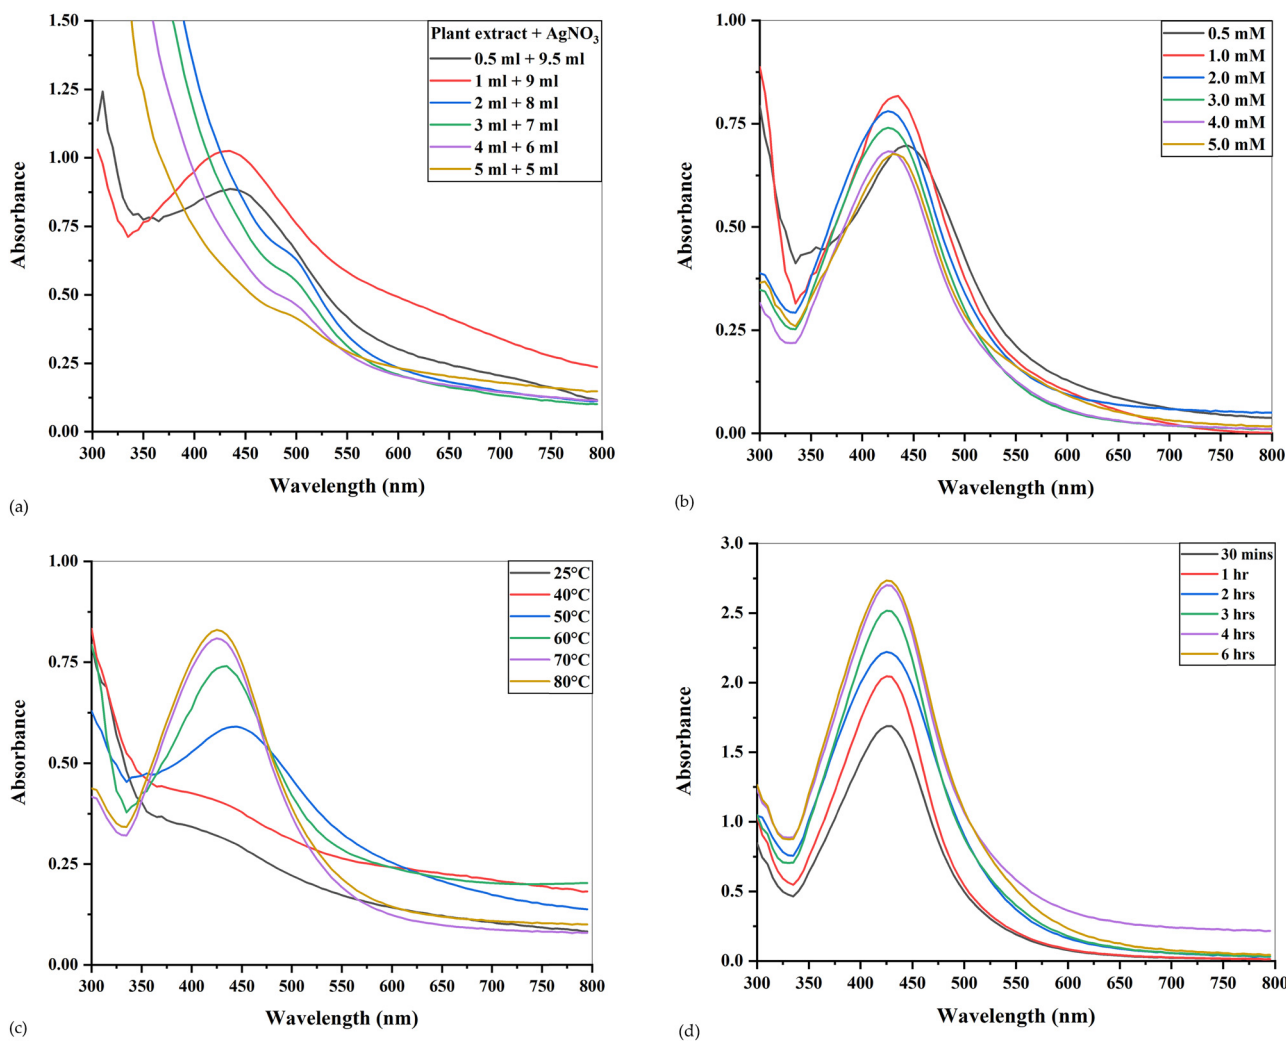 Plant extract + AgNO3
0.5 ml + 9.5 ml
1 ml + 9 ml
2 ml + 8 ml
3 ml + 7 ml
4 ml + 6 ml
5 ml + 5 ml
1.50
1.25
1.00
0.75
0.50
0.25
0.00
Absorbance
300 350 400 450 500 550 600 650 700 750 800
Wavelength (nm)
(a)
0.5 mM
1.0 mM
2.0 mM
3.0 mM
4.0 mM
5.0 mM
1.00
0.75
0.50
0.25
0.00
Absorbance
300 350 400 450 500 550 600 650 700 750 800
Wavelength (nm)
(b)
25°C
40°C
50°C
60°C
70°C
80°C
1.00
0.75
0.50
0.25
0.00
Absorbance
300 350 400 450 500 550 600 650 700 750 800
Wavelength (nm)
(c)
30 mins
1 hr
2 hrs
3 hrs
4 hrs
6 hrs
3.0
2.5
2.0
1.5
1.0
0.5
0.0
Absorbance
300 350 400 450 500 550 600 650 700 750 800
Wavelength (nm)
(d)